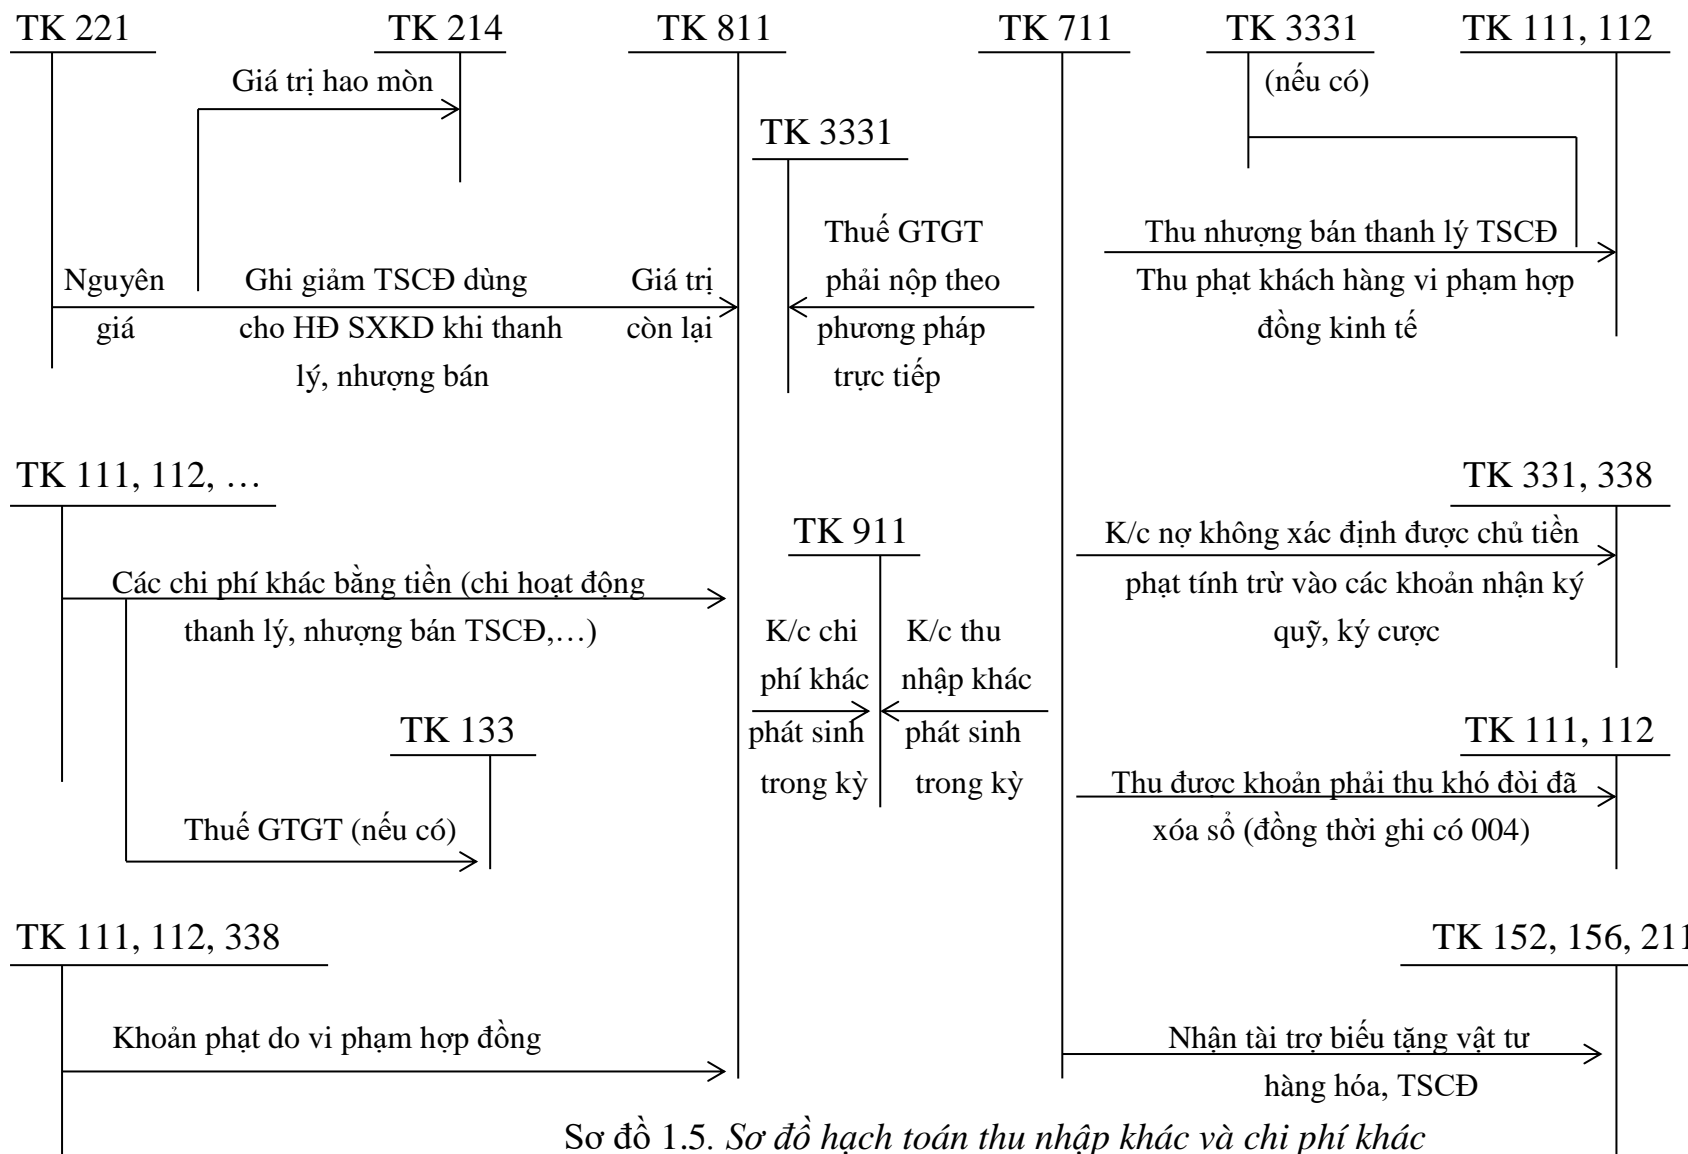 TK 221
TK 214
TK 811
TK 711
TK 3331
TK 111, 112
Giá trị hao mòn
(nếu có)
TK 3331
Nguyên
giá
Ghi giảm TSCĐ dùng
cho HĐ SXKD khi thanh
lý, nhượng bán
Giá trị
còn lại
Thuế GTGT
phải nộp theo
phương pháp
trực tiếp
Thu nhượng bán thanh lý TSCĐ
Thu phạt khách hàng vi phạm hợp
đồng kinh tế
TK 111, 112, …
TK 331, 338
TK 911
Các chi phí khác bằng tiền (chi hoạt động
thanh lý, nhượng bán TSCĐ,…)
K/c chi
phí khác
phát sinh
trong kỳ
K/c thu
nhập khác
phát sinh
trong kỳ
K/c nợ không xác định được chủ tiền
phạt tính trừ vào các khoản nhận ký
quỹ, ký cược
TK 133
TK 111, 112
Thuế GTGT (nếu có)
Thu được khoản phải thu khó đòi đã
xóa sổ (đồng thời ghi có 004)
TK 111, 112, 338
TK 152, 156, 211
Khoản phạt do vi phạm hợp đồng
Nhận tài trợ biếu tặng vật tư
hàng hóa, TSCĐ
Sơ đồ 1.5. Sơ đồ hạch toán thu nhập khác và chi phí khác